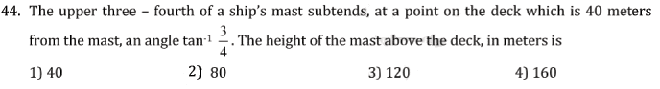 44. The upper three – fourth of a ship's mast subtends, at a point on the deck which is 40 meters
from the mast, an angle tan⁻¹ 3/4. The height of the mast above the deck, in meters is
1) 40 2) 80 3) 120 4) 160